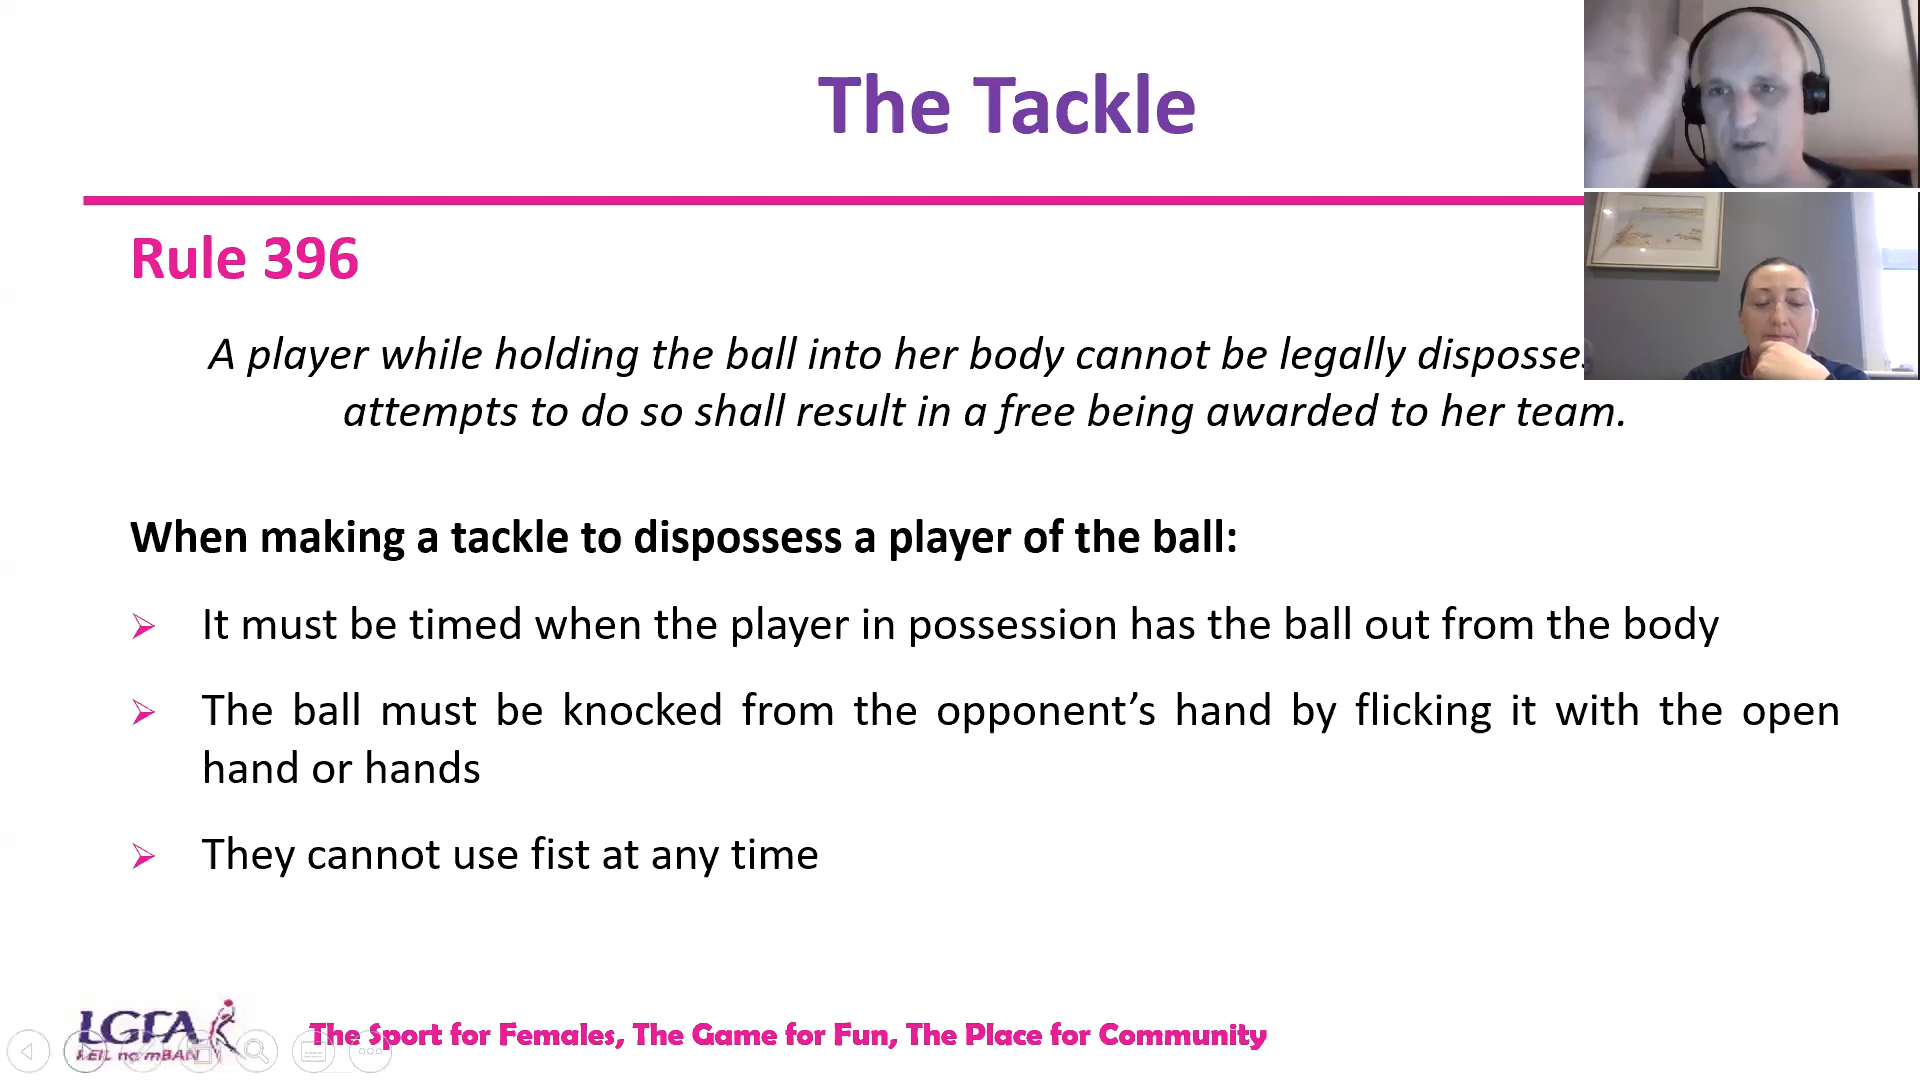 The Tackle
Rule 396
A player while holding the ball into her body cannot be legally
attempts to do so shall result in a free being awarded to her team.
When making a tackle to dispossess a player of the ball:
It must be timed when the player in possession has the ball out from the body
The ball must be knocked from the opponent’s hand by flicking it with the open
hand or hands
They cannot use fist at any time
LGFA
PEIL na mBAN
The Sport for Females, The Game for Fun, The Place for Community